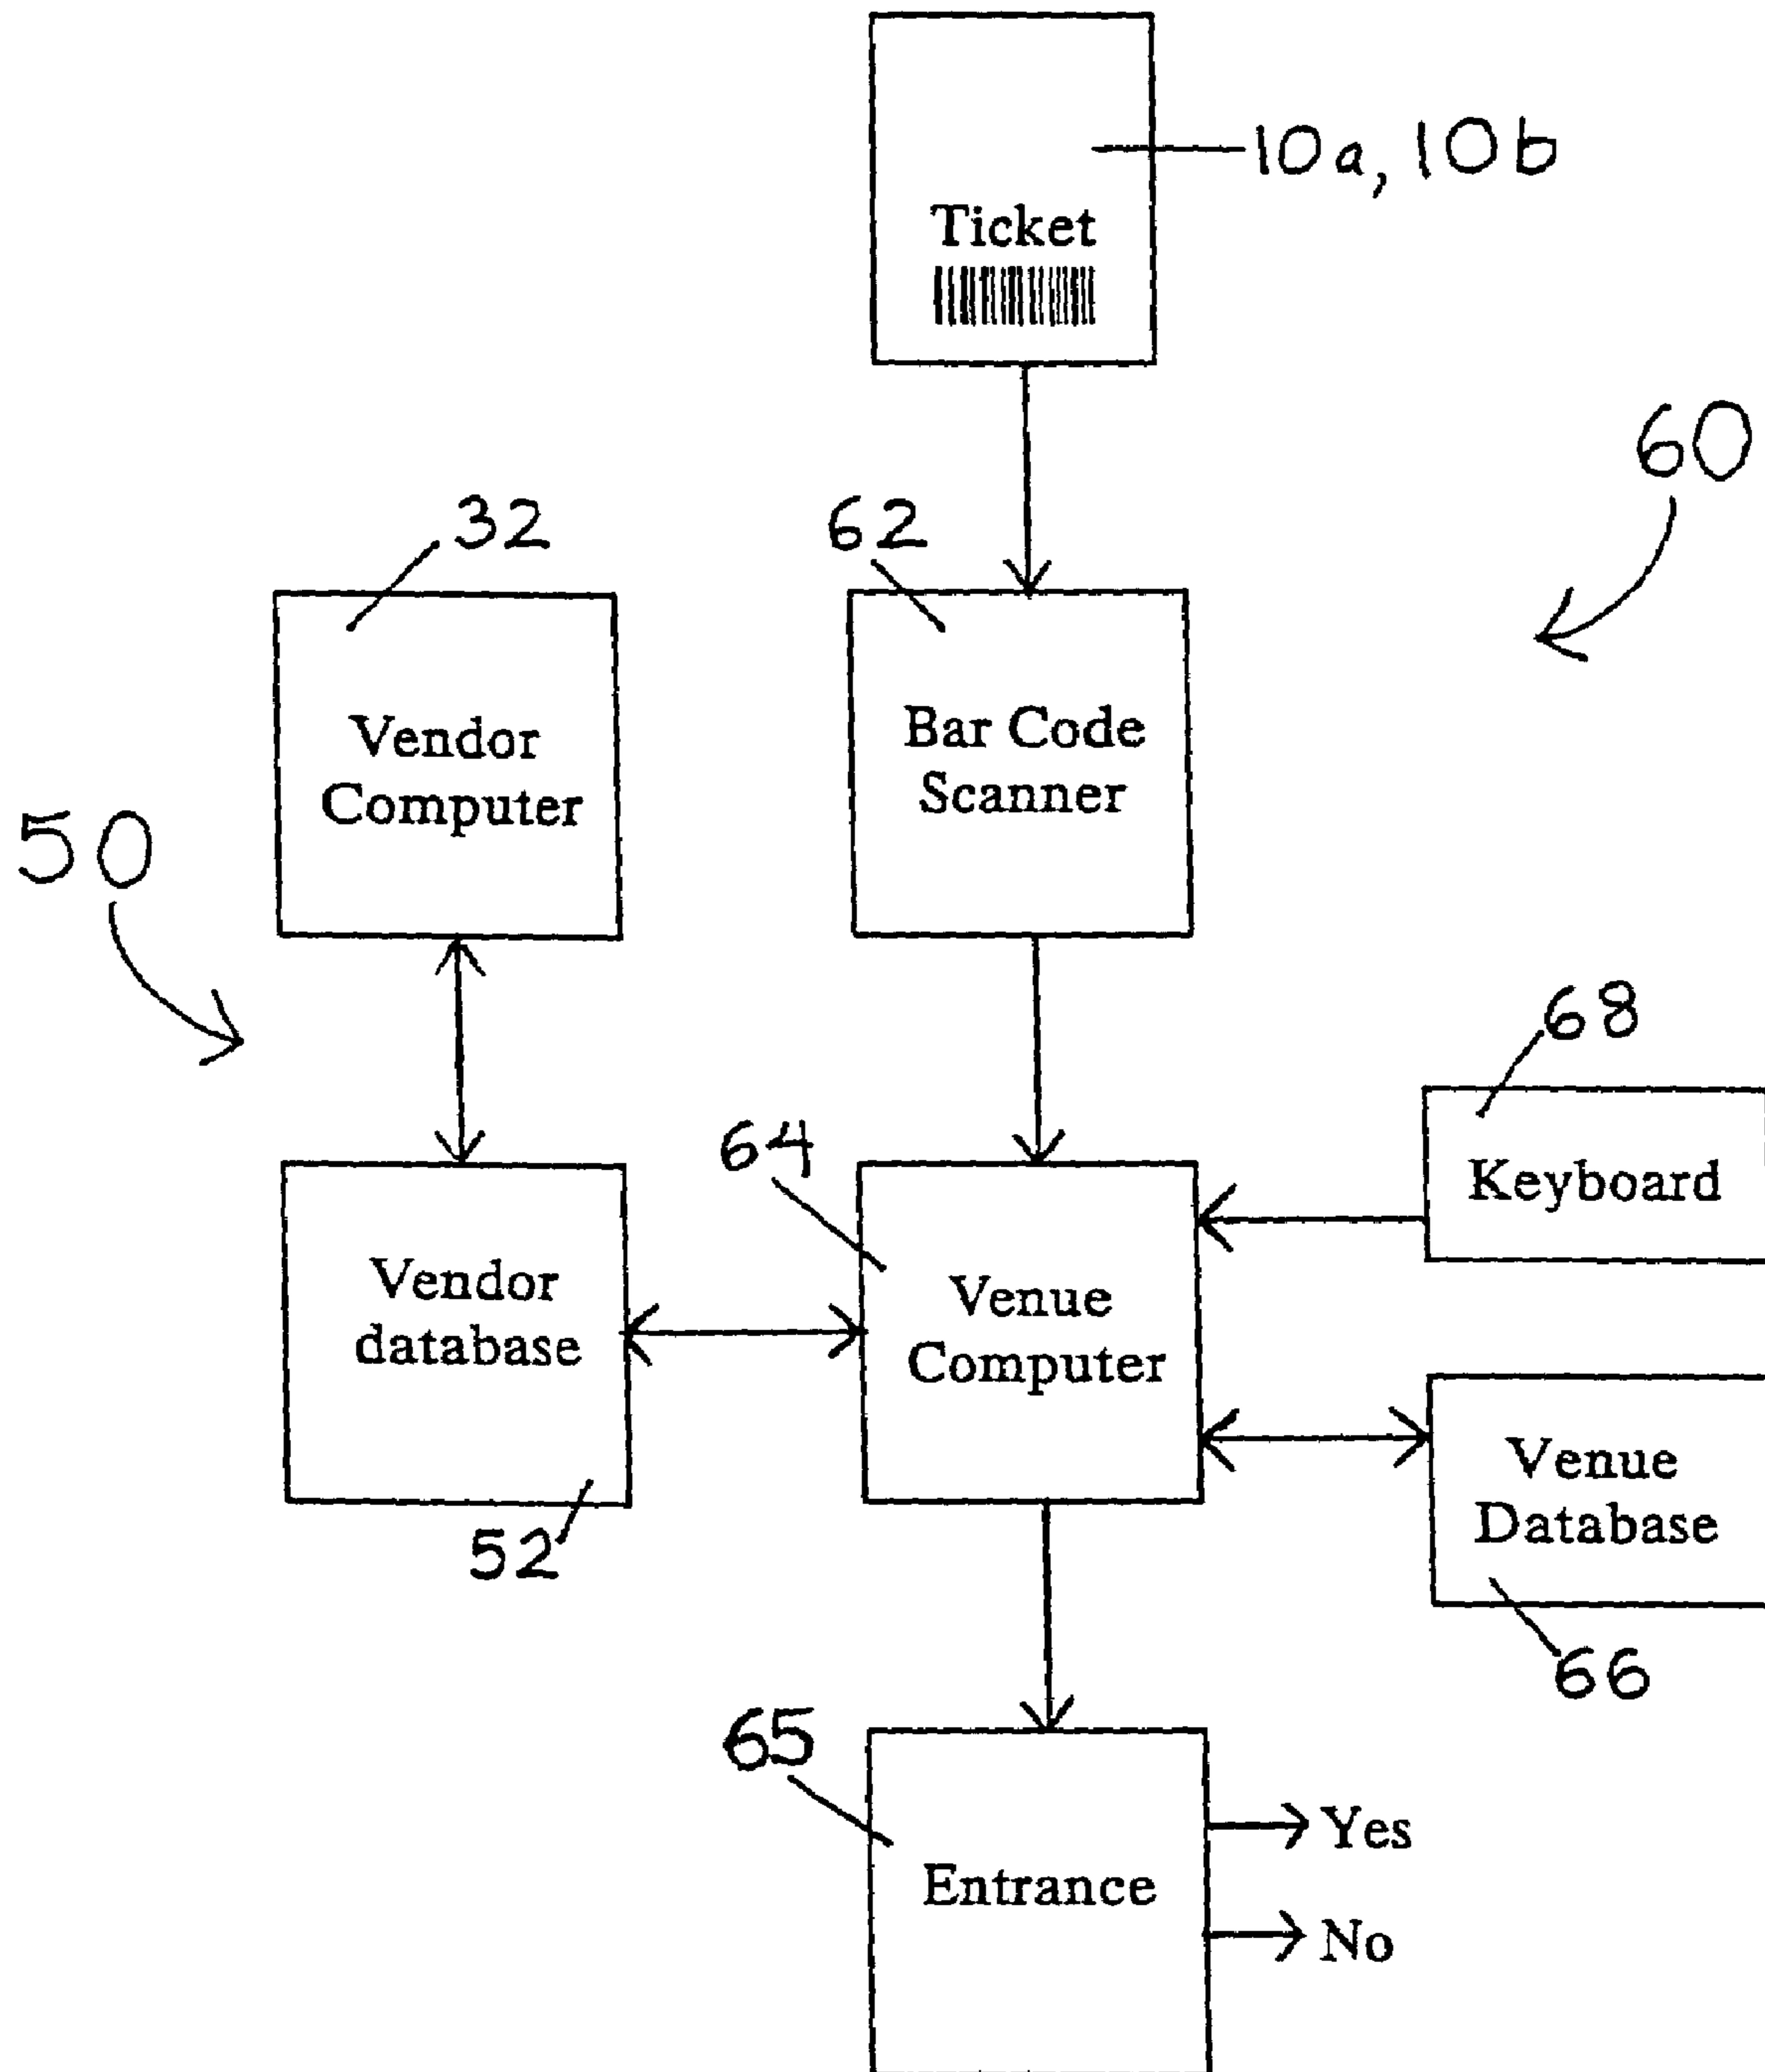 10a, 10b
Ticket
60
32
62
Vendor
Computer
Bar Code
Scanner
50
68
Keyboard
64
Vendor
database
Venue
Computer
Venue
Database
52
66
65
Entrance
Yes
No